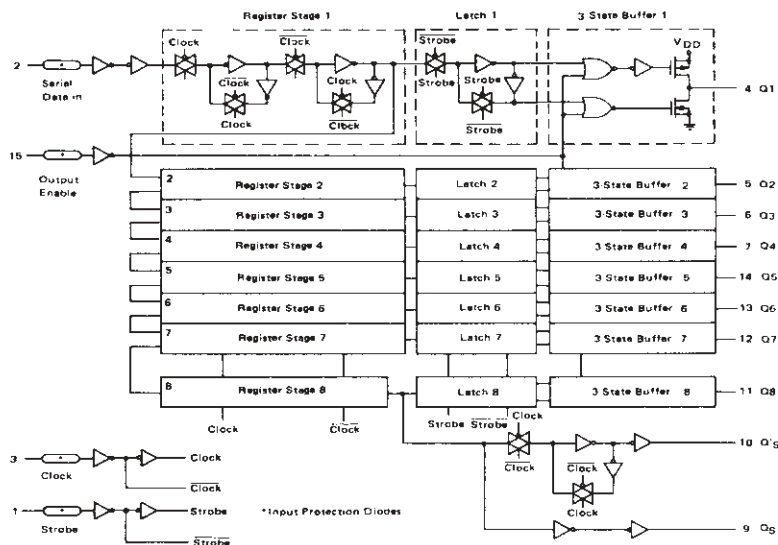 Register Stage 1
Latch 1
3 State Buffer 1
Clock
Clock
Strobe
VDD
2
Serial
Data In
Clock
Clock
Strobe
4 Q1
Clock
Clock
Strobe
15
Output
Enable
2 Register Stage 2 Latch 2 3 State Buffer 2 5 Q2
3 Register Stage 3 Latch 3 3 State Buffer 3 6 Q3
4 Register Stage 4 Latch 4 3 State Buffer 4 7 Q4
5 Register Stage 5 Latch 5 3 State Buffer 5 14 Q5
6 Register Stage 6 Latch 6 3 State Buffer 6 13 Q6
7 Register Stage 7 Latch 7 3 State Buffer 7 12 Q7
8 Register Stage 8 Latch 8 3 State Buffer 8 11 Q8
Clock Clock Strobe Strobe Clock
10 Q'S
Clock
Clock
Clock
3
Clock
Clock
Clock
1
Strobe
Strobe
Strobe
*Input Protection Diodes
9 QS